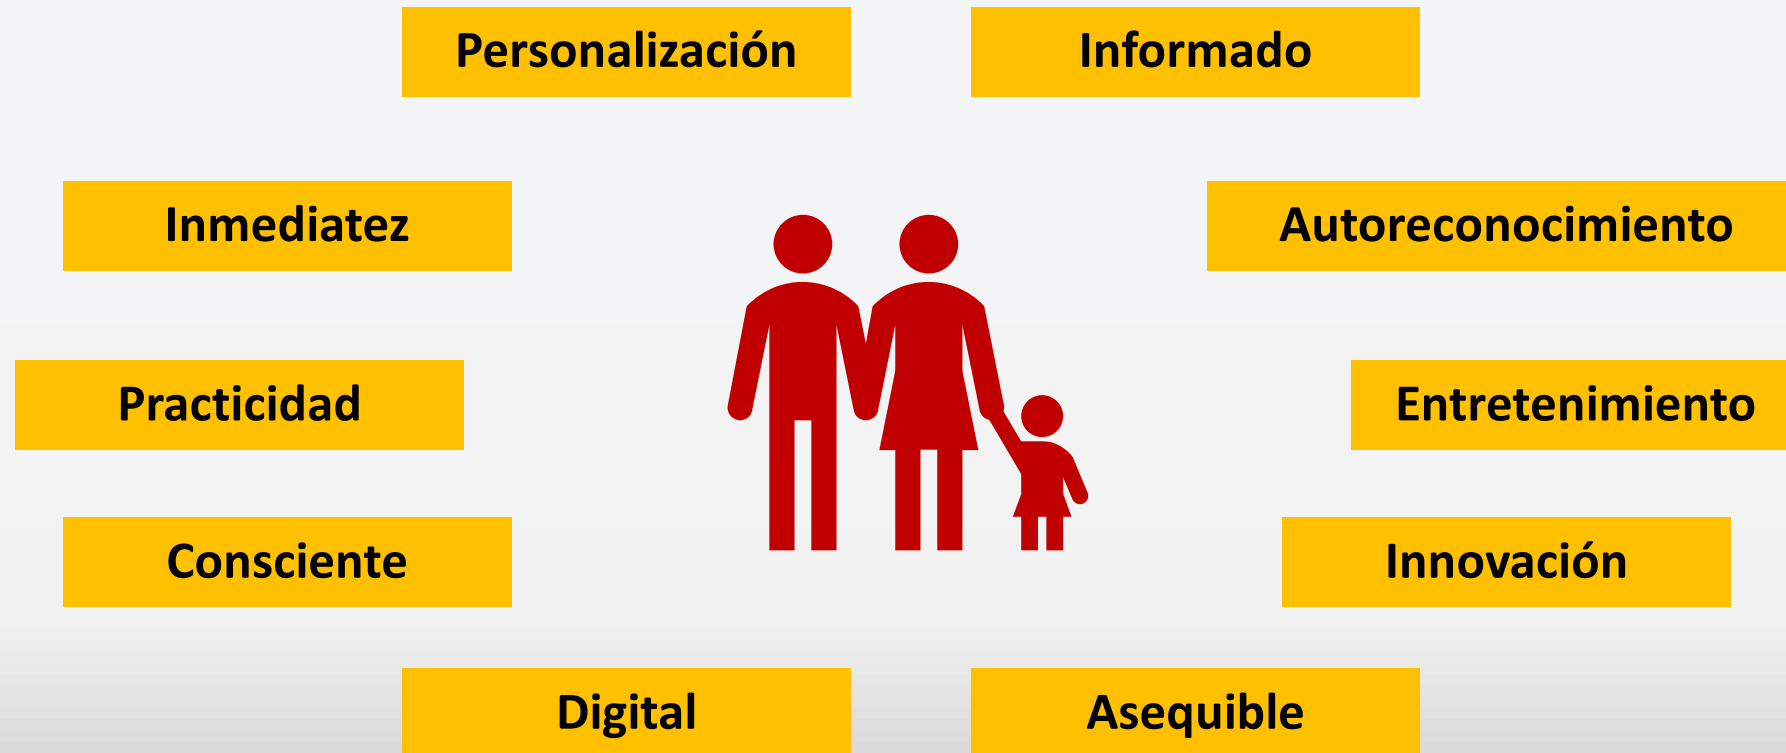 Personalización
Informado
Inmediatez
Autoreconocimiento
Practicidad
Entretenimiento
Consciente
Innovación
Digital
Asequible